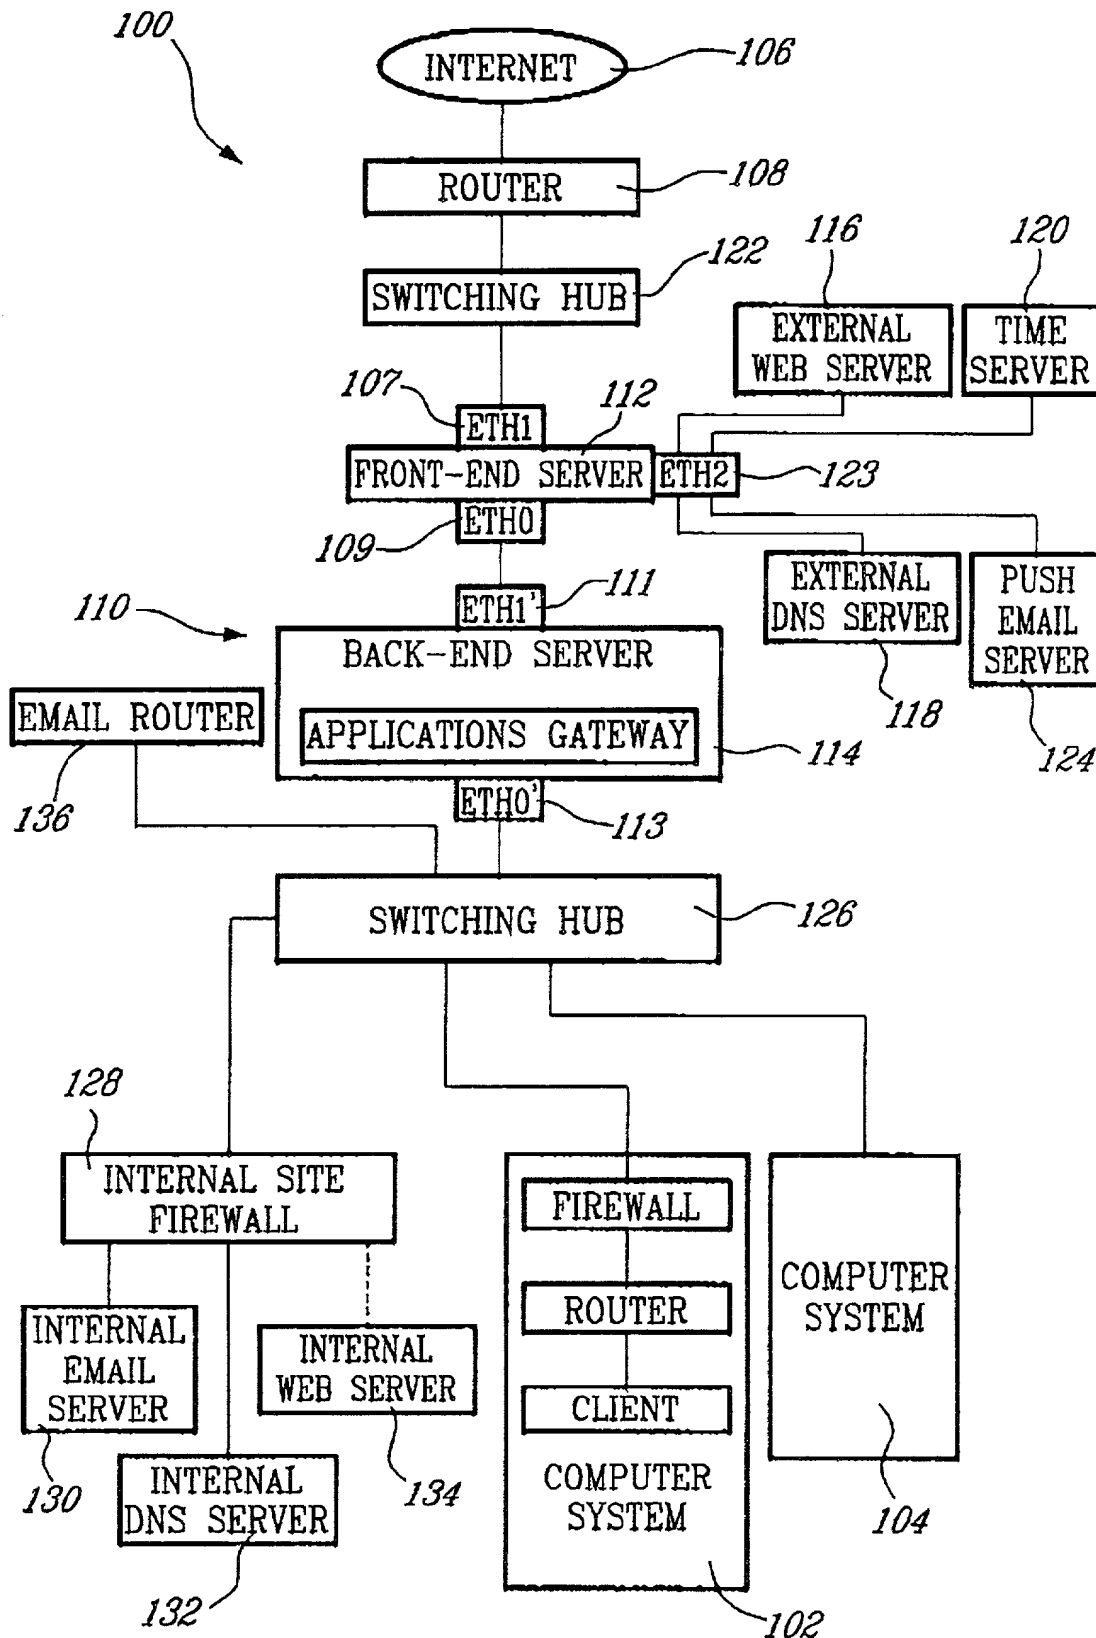 100
INTERNET
106
ROUTER
108
SWITCHING HUB
122
116
120
EXTERNAL
WEB SERVER
TIME
SERVER
107
ETH1
112
FRONT-END SERVER
ETH2
123
ETH0
109
111
ETH1'
EXTERNAL
DNS SERVER
118
PUSH
EMAIL
SERVER
124
110
BACK-END SERVER
APPLICATIONS GATEWAY
114
EMAIL ROUTER
136
ETH0'
113
SWITCHING HUB
126
128
INTERNAL SITE
FIREWALL
INTERNAL
EMAIL
SERVER
130
INTERNAL
DNS SERVER
132
INTERNAL
WEB SERVER
134
FIREWALL
ROUTER
CLIENT
COMPUTER
SYSTEM
102
COMPUTER
SYSTEM
104